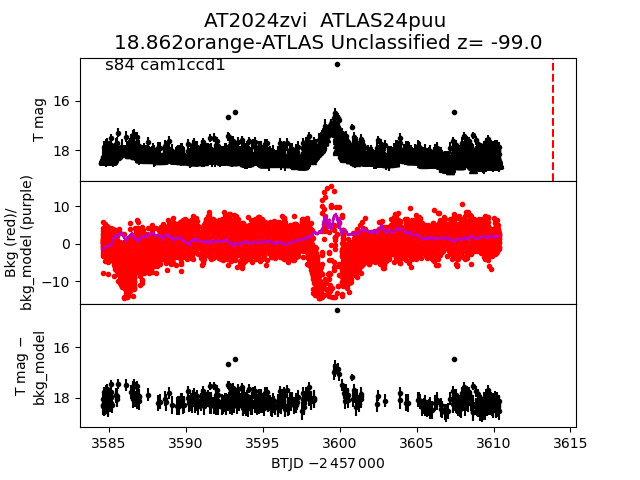 AT2024zvi  ATLAS24puu
18.862orange-ATLAS Unclassified z= -99.0
s84 cam1ccd1
T mag
16
18
Bkg (red)/
bkg_model (purple)
10
0
−10
T mag −
bkg_model
16
18
3585 3590 3595 3600 3605 3610 3615
BTJD −2 457 000